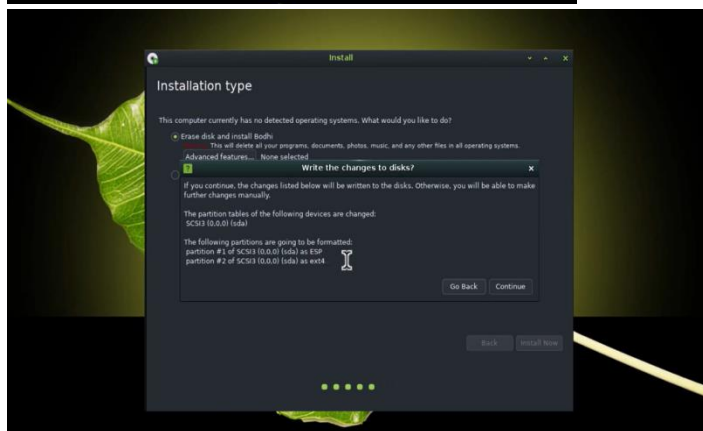 Install
Installation type
This computer currently has no detected operating systems. What would you like to do?
Erase disk and install Bodhi
This will delete all your programs, documents, photos, music, and any other files in all operating systems.
Advanced features... None selected
Write the changes to disks?
If you continue, the changes listed below will be written to the disks. Otherwise, you will be able to make
further changes manually.
The partition tables of the following devices are changed:
SCSI3 (0,0,0) (sda)
The following partitions are going to be formatted:
partition #1 of SCSI3 (0,0,0) (sda) as ESP
partition #2 of SCSI3 (0,0,0) (sda) as ext4
Go Back Continue
Back Install Now